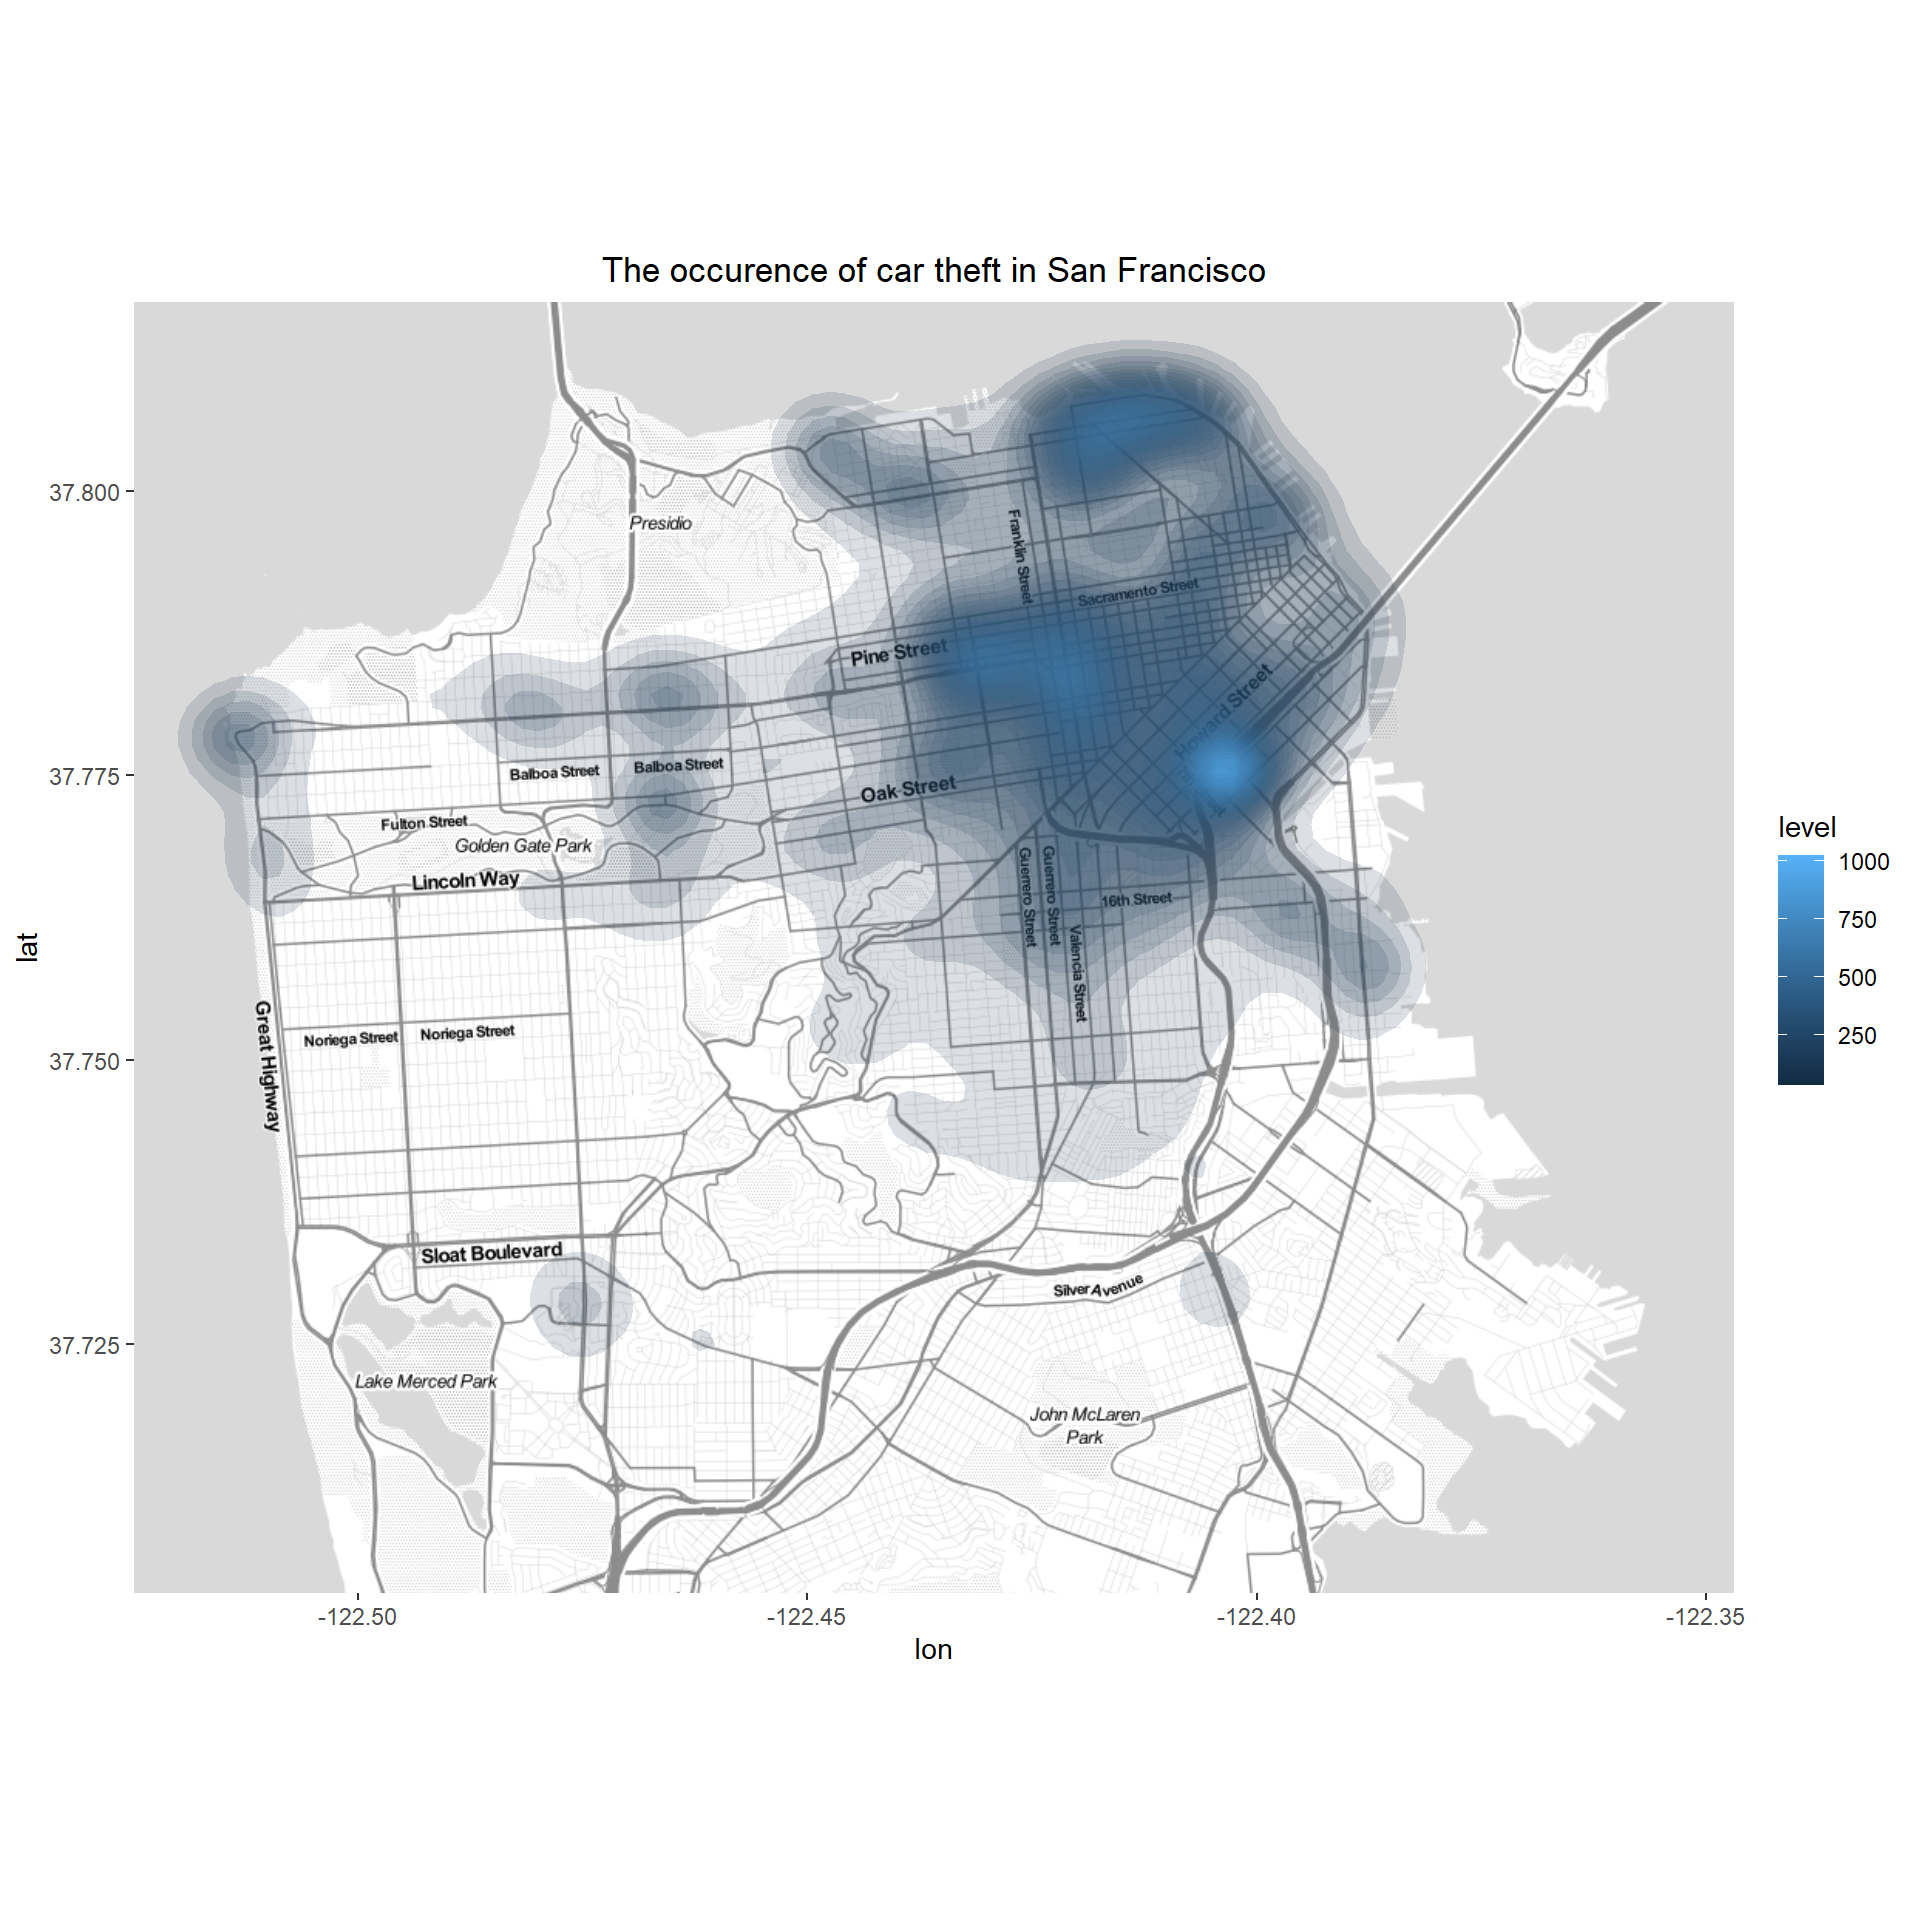 The occurence of car theft in San Francisco
37.800
37.775
37.750
37.725
lat
Presidio
Franklin Street
Sacramento Street
Pine Street
Howard Street
Balboa Street
Balboa Street
Oak Street
Fulton Street
Golden Gate Park
Lincoln Way
Guerrero Street
Guerrero Street
16th Street
Valencia Street
Great Highway
Noriega Street
Noriega Street
Sloat Boulevard
Silver Avenue
Lake Merced Park
John McLaren
Park
-122.50
-122.45
-122.40
-122.35
lon
level
1000
750
500
250